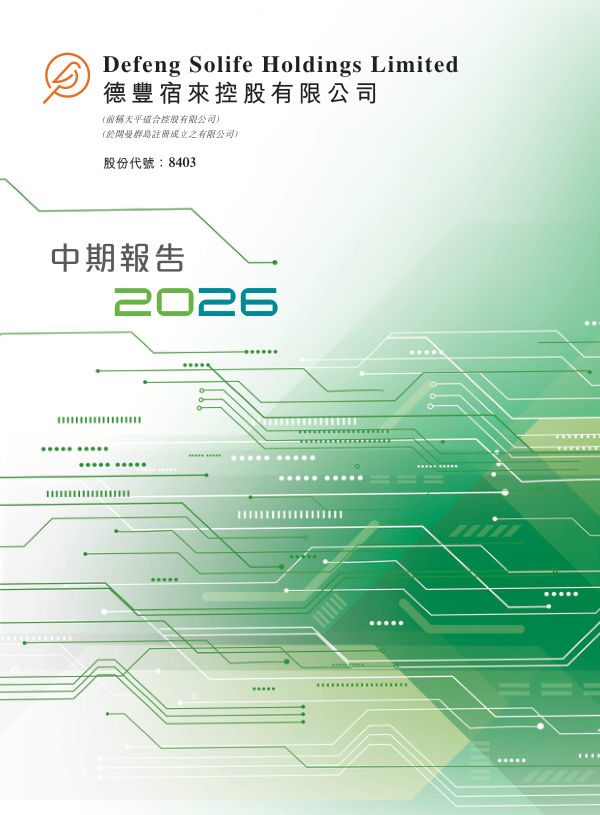 Defeng Solife Holdings Limited
德豐宿來控股有限公司
(前稱天平道合控股有限公司)
(於開曼群島註冊成立之有限公司)
股份代號：8403
中期報告
2026